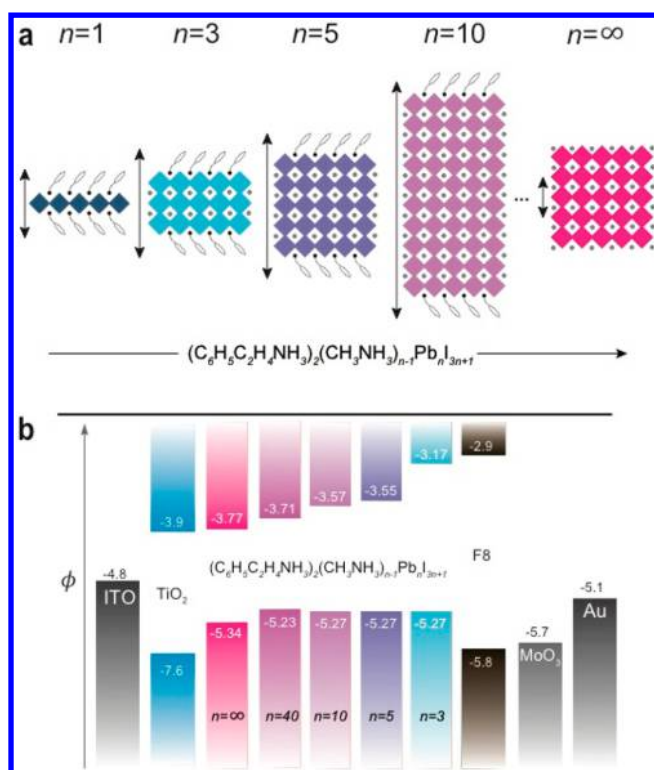 a n=1 n=3 n=5 n=10 n=∞
...
(C₆H₅C₂H₄NH₃)₂(CH₃NH₃)ₙ₋₁PbₙI₃ₙ₊₁
b
-2.9
-3.17
-3.9 -3.77 -3.71 -3.57 -3.55
(C₆H₅C₂H₄NH₃)₂(CH₃NH₃)ₙ₋₁PbₙI₃ₙ₊₁ F8
ϕ
-4.8
ITO TiO₂
-5.1
Au
-7.6 -5.34 -5.23 -5.27 -5.27 -5.27 -5.8 -5.7
MoO₃
n=∞ n=40 n=10 n=5 n=3